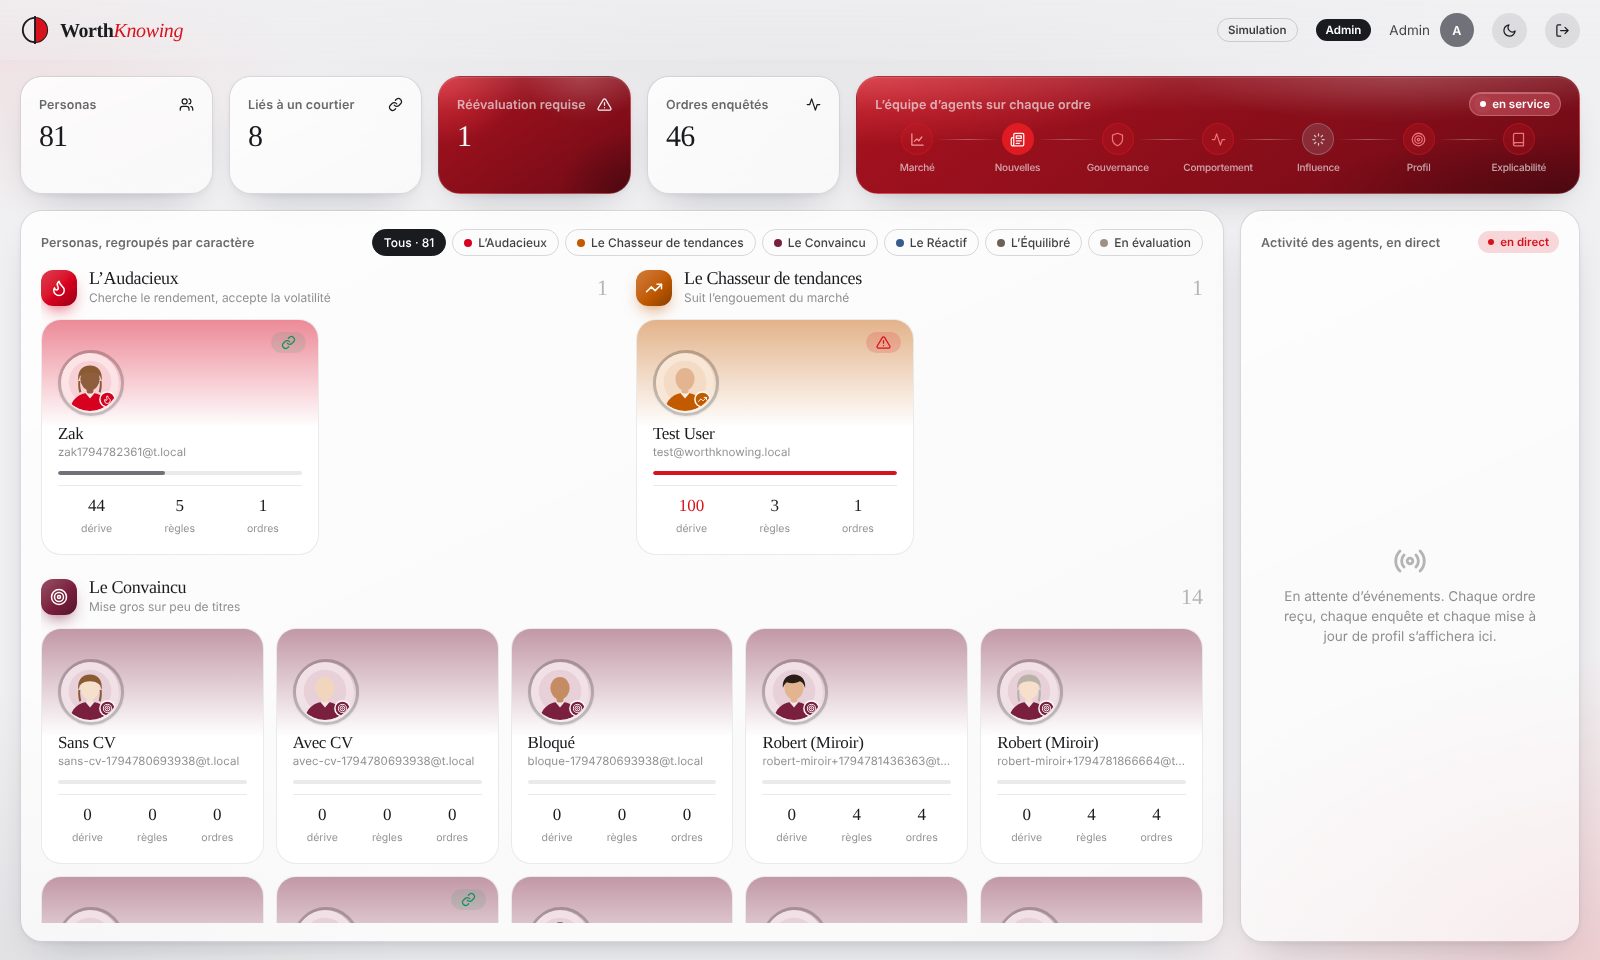 WorthKnowing
Simulation
Admin
Admin
A
Personas
81
Liés à un courtier
8
Réévaluation requise
1
Ordres enquêtés
46
L’équipe d’agents sur chaque ordre
en service
Marché
Nouvelles
Gouvernance
Comportement
Influence
Profil
Explicabilité
Personas, regroupés par caractère
Tous · 81
L’Audacieux
Le Chasseur de tendances
Le Convaincu
Le Réactif
L’Équilibré
En évaluation
L’Audacieux
Cherche le rendement, accepte la volatilité
1
Zak
zak1794782361@t.local
44 5 1
dérive règles ordres
Le Chasseur de tendances
Suit l’engouement du marché
1
Test User
test@worthknowing.local
100 3 1
dérive règles ordres
Le Convaincu
Mise gros sur peu de titres
14
Sans CV
sans-cv-1794780693938@t.local
0 0 0
dérive règles ordres
Avec CV
avec-cv-1794780693938@t.local
0 0 0
dérive règles ordres
Bloqué
bloque-1794780693938@t.local
0 0 0
dérive règles ordres
Robert (Miroir)
robert-miroir+1794781436363@t...
0 4 4
dérive règles ordres
Robert (Miroir)
robert-miroir+1794781866664@t...
0 4 4
dérive règles ordres
Activité des agents, en direct
en direct
En attente d’événements. Chaque ordre
reçu, chaque enquête et chaque mise à
jour de profil s’affichera ici.